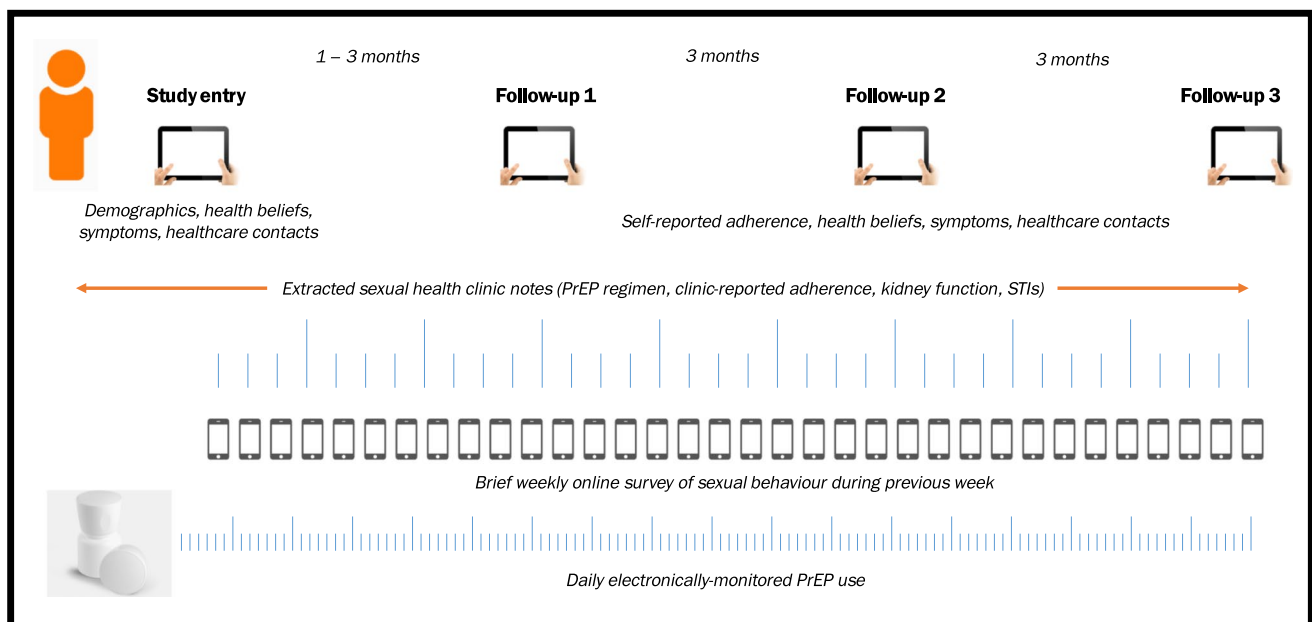 1 – 3 months
3 months
3 months
Study entry
Follow-up 1
Follow-up 2
Follow-up 3
Demographics, health beliefs,
symptoms, healthcare contacts
Self-reported adherence, health beliefs, symptoms, healthcare contacts
Extracted sexual health clinic notes (PrEP regimen, clinic-reported adherence, kidney function, STIs)
Brief weekly online survey of sexual behaviour during previous week
Daily electronically-monitored PrEP use